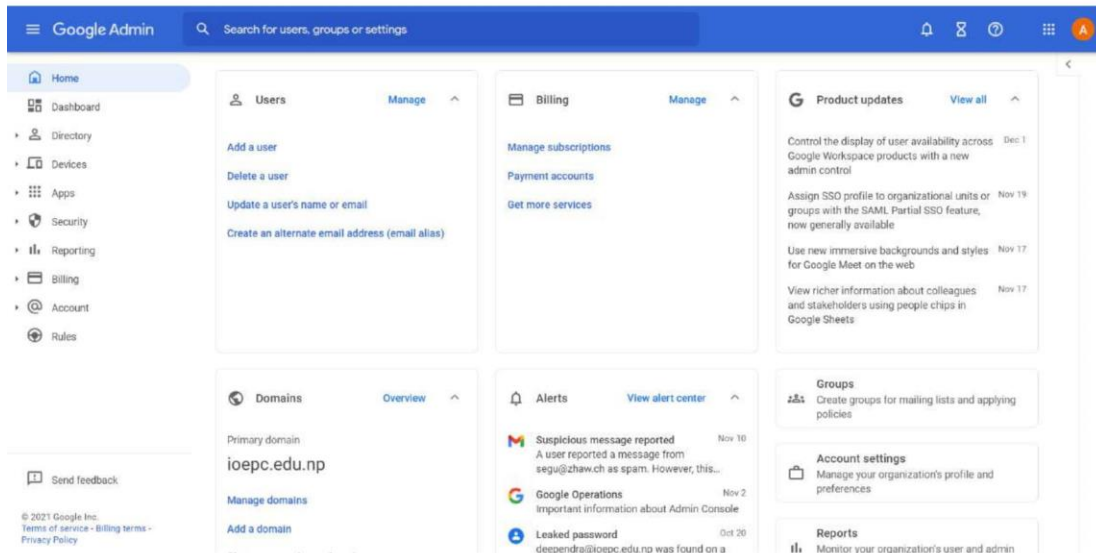 Google Admin
Search for users, groups or settings
A
Home
Dashboard
Directory
Devices
Apps
Security
Reporting
Billing
Account
Rules
Send feedback
© 2021 Google Inc.
Terms of service - Billing terms -
Privacy Policy
Users Manage
Add a user
Delete a user
Update a user's name or email
Create an alternate email address (email alias)
Billing Manage
Manage subscriptions
Payment accounts
Get more services
Product updates View all
Control the display of user availability across Dec 1
Google Workspace products with a new
admin control
Assign SSO profile to organizational units or Nov 19
groups with the SAML Partial SSO feature,
now generally available
Use new immersive backgrounds and styles Nov 17
for Google Meet on the web
View richer information about colleagues Nov 17
and stakeholders using people chips in
Google Sheets
Domains Overview
Primary domain
ioepc.edu.np
Manage domains
Add a domain
Alerts View alert center
Suspicious message reported Nov 10
A user reported a message from
segu@zhaw.ch as spam. However, this...
Google Operations Nov 2
Important information about Admin Console
Leaked password Oct 20
deependra@ioepc.edu.np was found on a
Groups
Create groups for mailing lists and applying
policies
Account settings
Manage your organization's profile and
preferences
Reports
Monitor your organization's user and admin